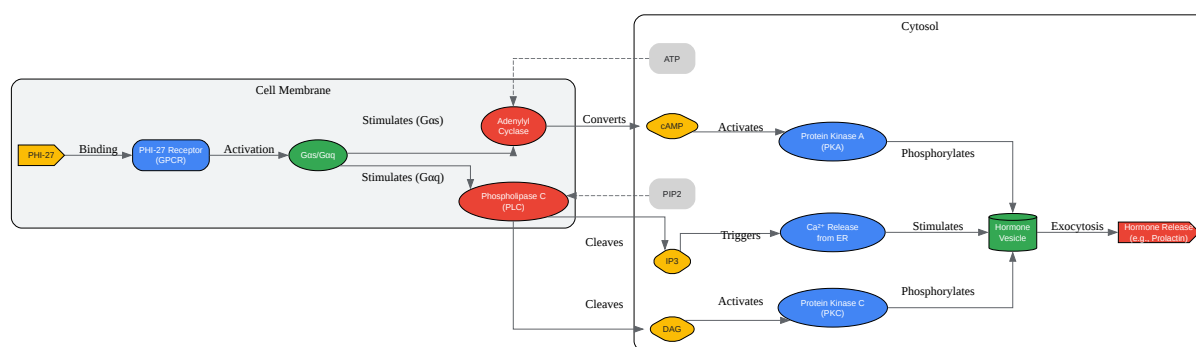 Cytosol
ATP
Cell Membrane
Stimulates (Gαs)
Adenylyl
Cyclase
Converts
cAMP
Activates
Protein Kinase A
(PKA)
Phosphorylates
PHI-27
Binding
PHI-27 Receptor
(GPCR)
Activation
Gαs/Gαq
Stimulates (Gαq)
Phospholipase C
(PLC)
PIP2
Cleaves
IP3
Triggers
Ca²⁺ Release
from ER
Stimulates
Hormone
Vesicle
Exocytosis
Hormone Release
(e.g., Prolactin)
Cleaves
DAG
Activates
Protein Kinase C
(PKC)
Phosphorylates